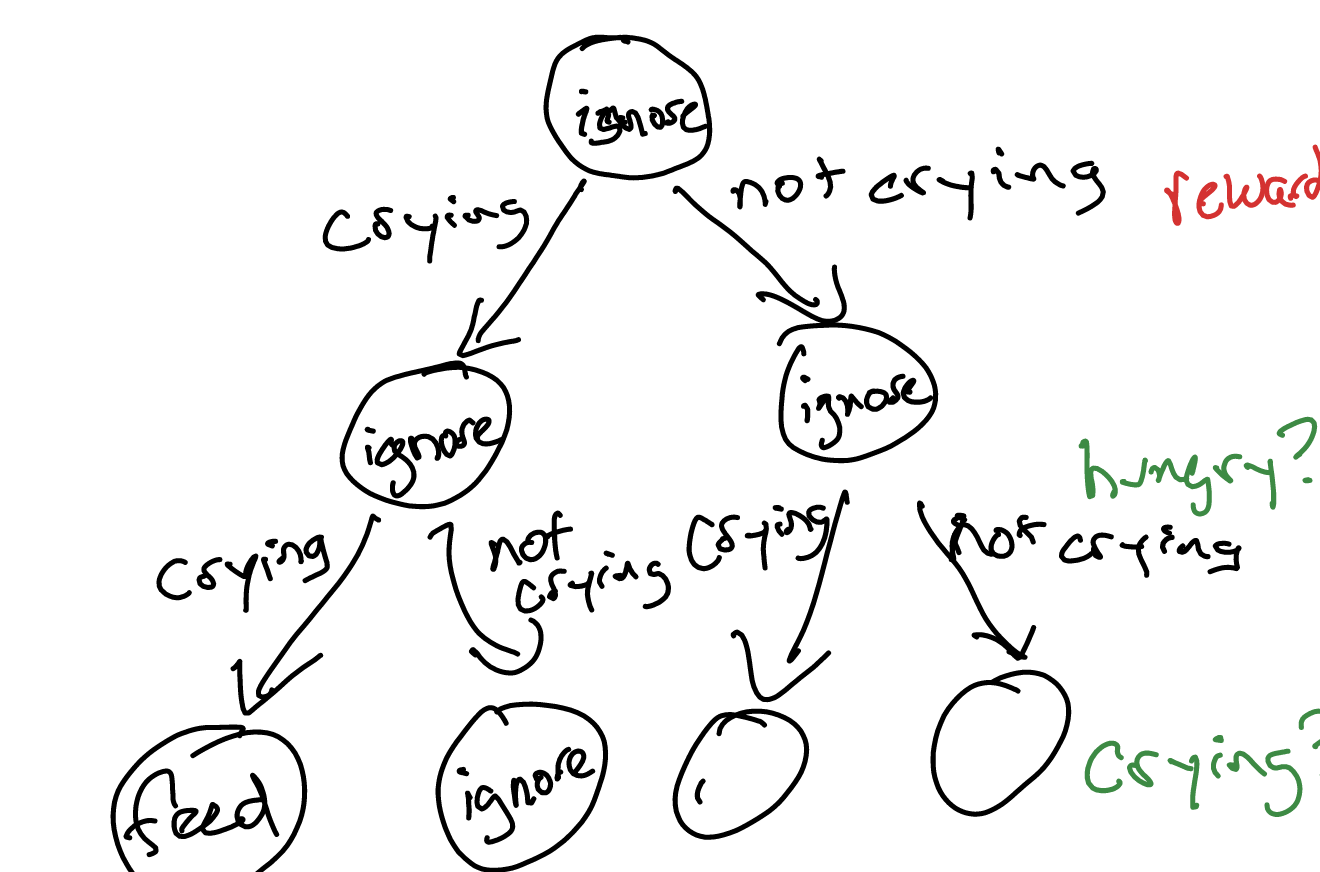 ignore
crying
not crying
reward
ignore
ignore
hungry?
crying
not
crying
crying
not crying
feed
ignore
crying?